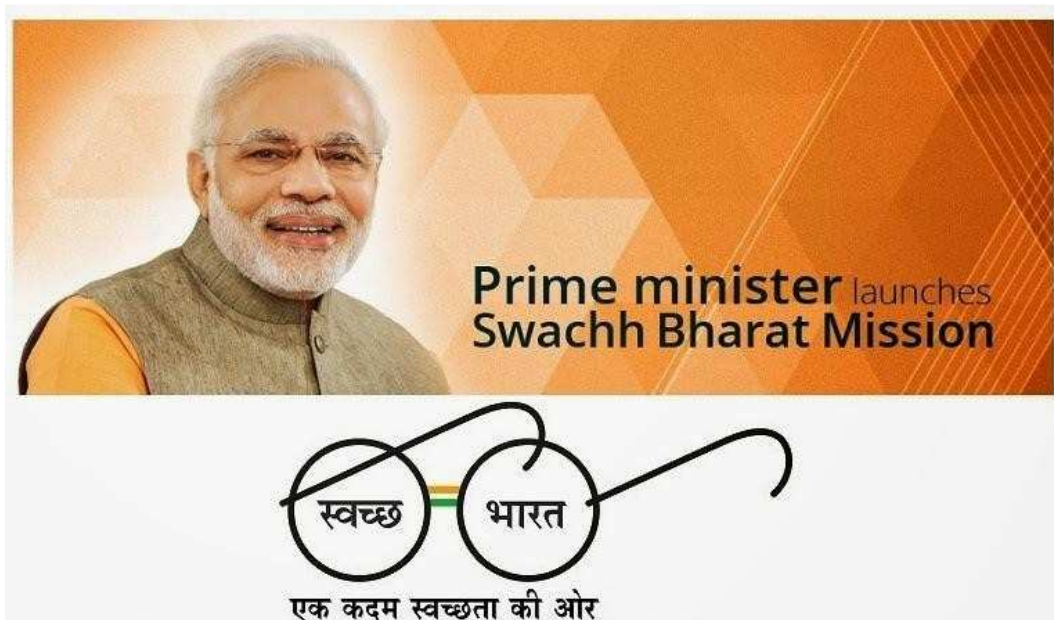 Prime minister launches
Swachh Bharat Mission
स्वच्छ भारत
एक कदम स्वच्छता की ओर